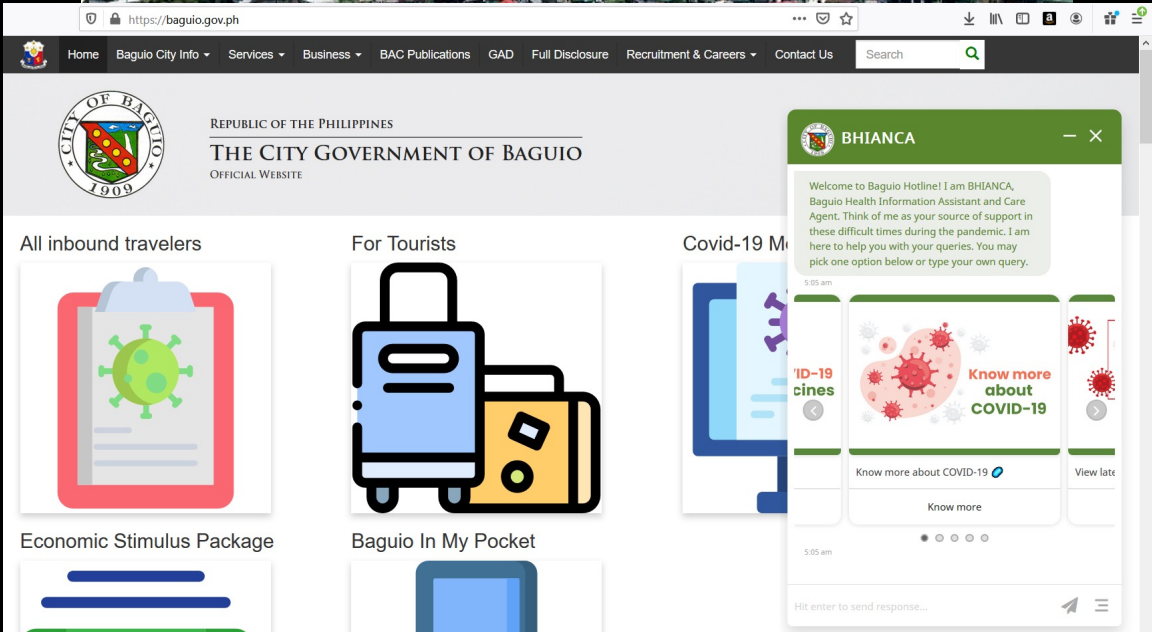 https://baguio.gov.ph
Home Baguio City Info Services Business BAC Publications GAD Full Disclosure Recruitment & Careers Contact Us Search
CITY OF BAGUIO
1909
REPUBLIC OF THE PHILIPPINES
THE CITY GOVERNMENT OF BAGUIO
OFFICIAL WEBSITE
All inbound travelers
For Tourists
Covid-19 M
Economic Stimulus Package
Baguio In My Pocket
BHIANCA
Welcome to Baguio Hotline! I am BHIANCA,
Baguio Health Information Assistant and Care
Agent. Think of me as your source of support in
these difficult times during the pandemic. I am
here to help you with your queries. You may
pick one option below or type your own query.
5:05 am
ID-19
cines
Know more
about
COVID-19
Know more about COVID-19
View late
Know more
5:05 am
Hit enter to send response...